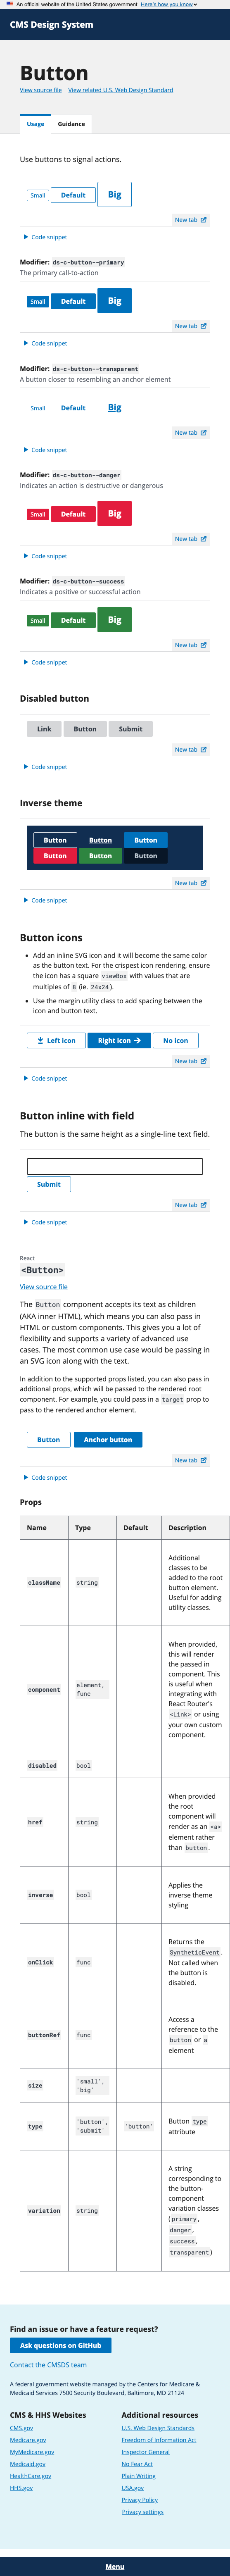 An official website of the United States government Here's how you know
CMS Design System
Button
View source file View related U.S. Web Design Standard
Usage Guidance
Use buttons to signal actions.
Small Default Big
New tab
Code snippet
Modifier: ds-c-button--primary
The primary call-to-action
Small Default Big
New tab
Code snippet
Modifier: ds-c-button--transparent
A button closer to resembling an anchor element
Small Default Big
New tab
Code snippet
Modifier: ds-c-button--danger
Indicates an action is destructive or dangerous
Small Default Big
New tab
Code snippet
Modifier: ds-c-button--success
Indicates a positive or successful action
Small Default Big
New tab
Code snippet
Disabled button
Link Button Submit
New tab
Code snippet
Inverse theme
Button Button Button
Button Button Button
New tab
Code snippet
Button icons
Add an inline SVG icon and it will become the same color
as the button text. For the crispest icon rendering, ensure
the icon has a square viewBox with values that are
multiples of 8 (ie. 24x24).
Use the margin utility class to add spacing between the
icon and button text.
Left icon Right icon No icon
New tab
Code snippet
Button inline with field
The button is the same height as a single-line text field.
Submit
New tab
Code snippet
React
<Button>
View source file
The Button component accepts its text as children
(AKA inner HTML), which means you can also pass in
HTML or custom components. This gives you a lot of
flexibility and supports a variety of advanced use
cases. The most common use case would be passing in
an SVG icon along with the text.
In addition to the supported props listed, you can also pass in
additional props, which will be passed to the rendered root
component. For example, you could pass in a target prop to
pass to the rendered anchor element.
Button Anchor button
New tab
Code snippet
Props
Name Type Default Description
className string
Additional
classes to be
added to the root
button element.
Useful for adding
utility classes.
component element,
func
When provided,
this will render
the passed in
component. This
is useful when
integrating with
React Router's
<Link> or using
your own custom
component.
disabled bool
href string
When provided
the root
component will
render as an <a>
element rather
than button.
inverse bool
Applies the
inverse theme
styling
onClick func
Returns the
SyntheticEvent.
Not called when
the button is
disabled.
buttonRef func
Access a
reference to the
button or a
element
size 'small',
'big'
type 'button',
'submit'
'button'
Button type
attribute
variation string
A string
corresponding to
the button-
component
variation classes
(primary,
danger,
success,
transparent)
Find an issue or have a feature request?
Ask questions on GitHub
Contact the CMSDS team
A federal government website managed by the Centers for Medicare &
Medicaid Services 7500 Security Boulevard, Baltimore, MD 21124
CMS & HHS Websites
CMS.gov
Medicare.gov
MyMedicare.gov
Medicaid.gov
HealthCare.gov
HHS.gov
Additional resources
U.S. Web Design Standards
Freedom of Information Act
Inspector General
No Fear Act
Plain Writing
USA.gov
Privacy Policy
Privacy settings
Menu